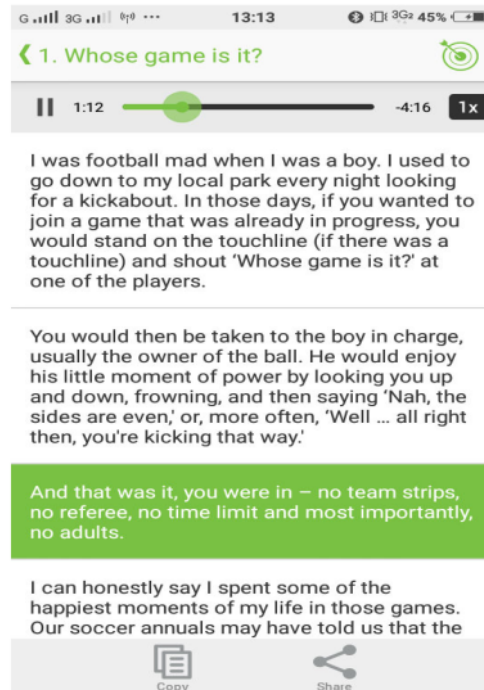 G 3G ••• 13:13 3G2 45%
1. Whose game is it?
1:12 -4:16 1x
I was football mad when I was a boy. I used to
go down to my local park every night looking
for a kickabout. In those days, if you wanted to
join a game that was already in progress, you
would stand on the touchline (if there was a
touchline) and shout ‘Whose game is it?' at
one of the players.
You would then be taken to the boy in charge,
usually the owner of the ball. He would enjoy
his little moment of power by looking you up
and down, frowning, and then saying ‘Nah, the
sides are even,' or, more often, ‘Well ... all right
then, you're kicking that way.'
And that was it, you were in – no team strips,
no referee, no time limit and most importantly,
no adults.
I can honestly say I spent some of the
happiest moments of my life in those games.
Our soccer annuals may have told us that the
Copy Share